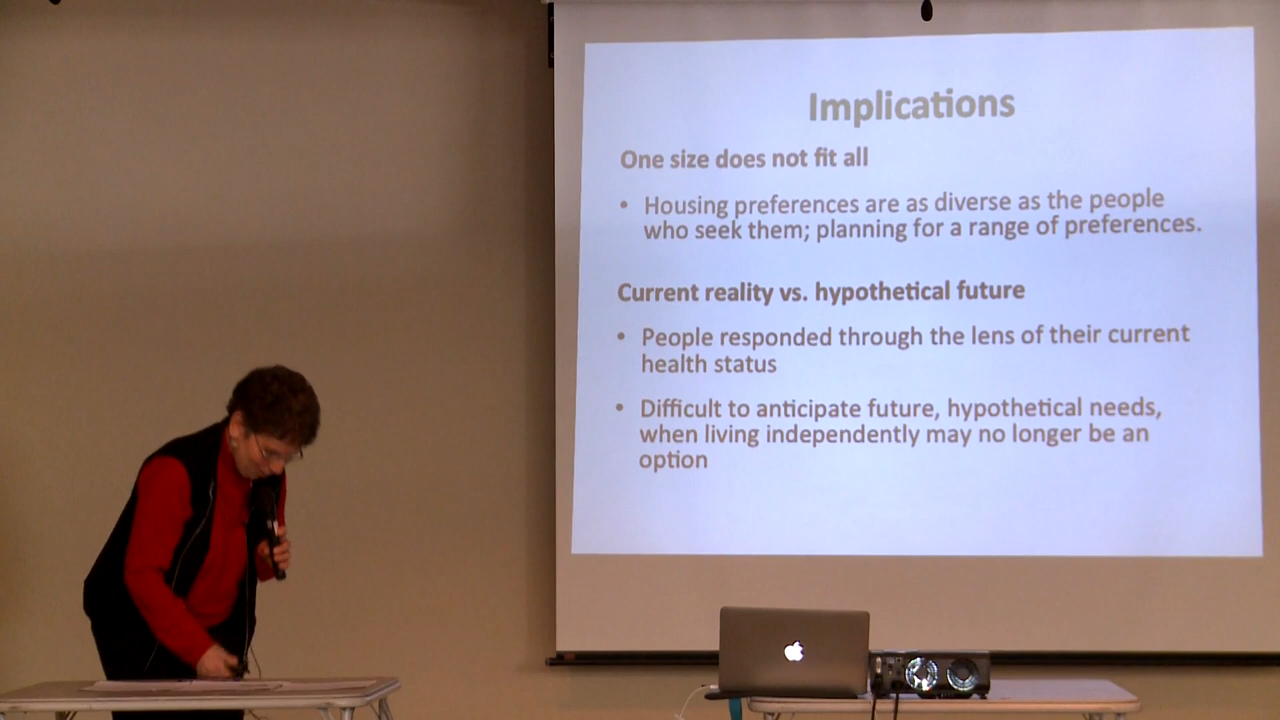 Implications
One size does not fit all
• Housing preferences are as diverse as the people
who seek them; planning for a range of preferences.
Current reality vs. hypothetical future
• People responded through the lens of their current
health status
• Difficult to anticipate future, hypothetical needs,
when living independently may no longer be an
option